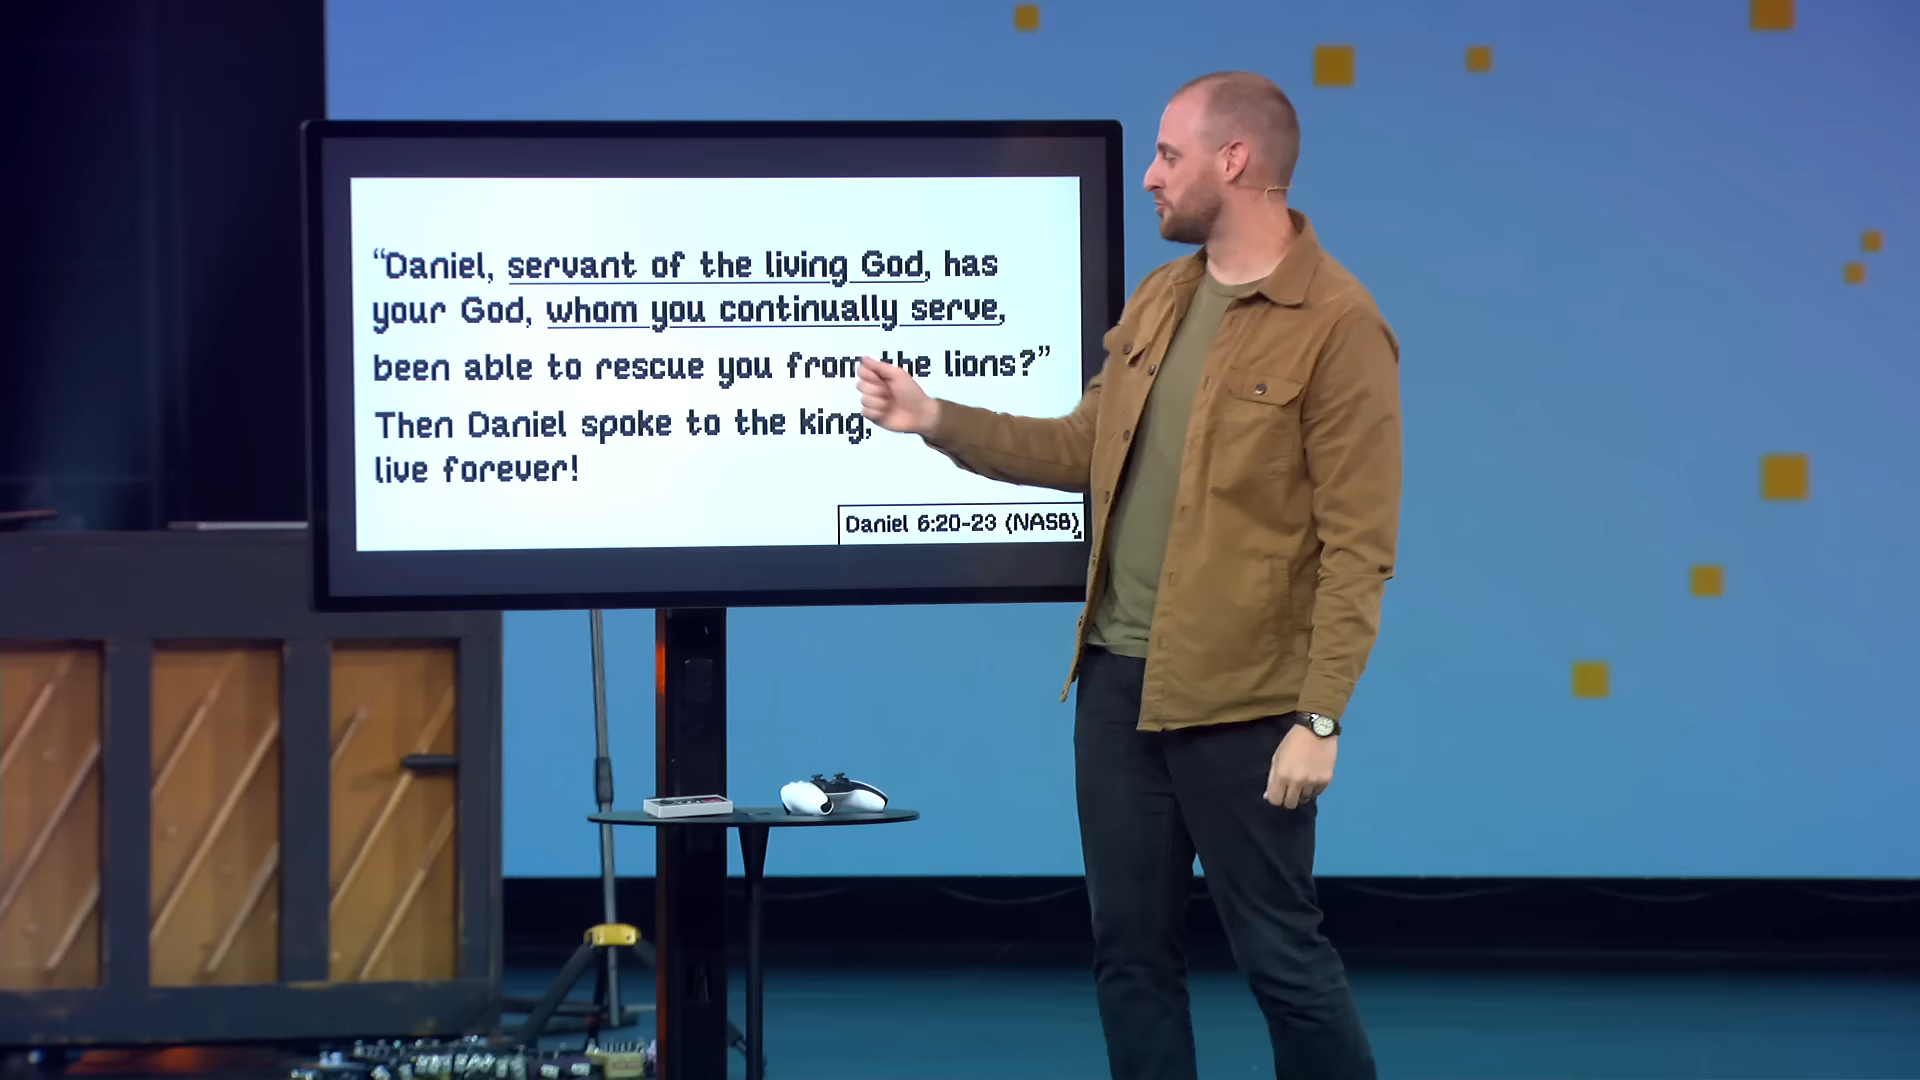 “Daniel, servant of the living God, has
your God, whom you continually serve,
been able to rescue you from the lions?”
Then Daniel spoke to the king,
live forever!
Daniel 6:20-23 (NASB)